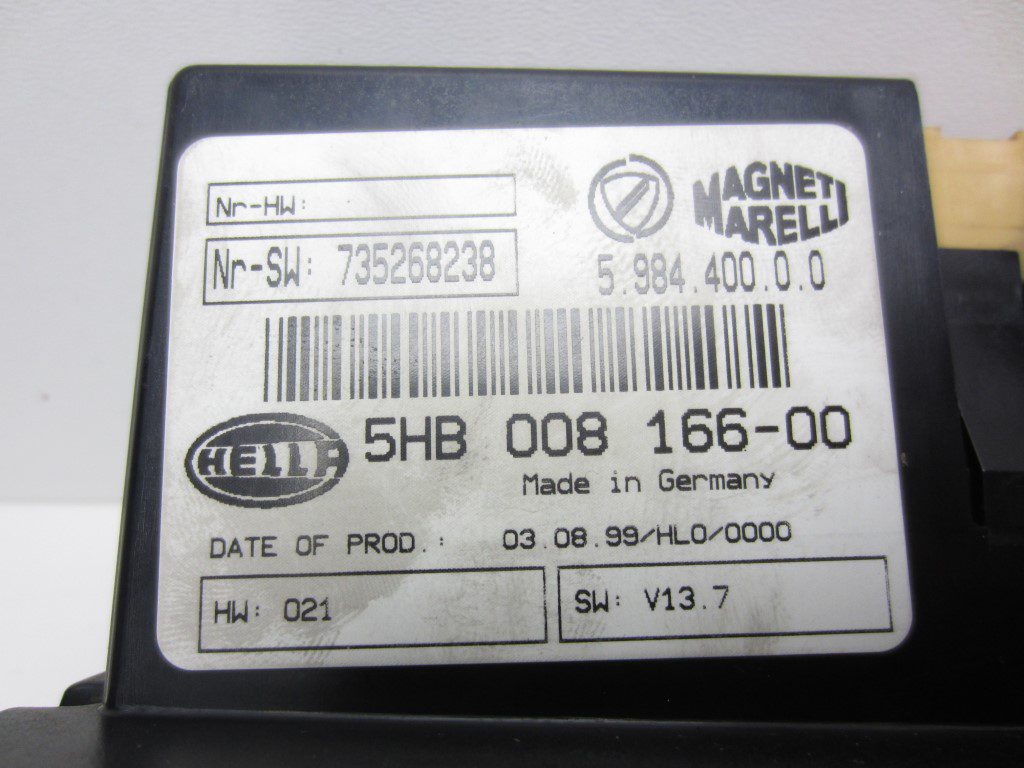 Nr-HW:
MAGNETI
MARELLI
Nr-SW: 735268238
5.984.400.0.0
HELLA
5HB 008 166-00
Made in Germany
DATE OF PROD.: 03.08.99/HLO/0000
HW: 021
SW: V13.7